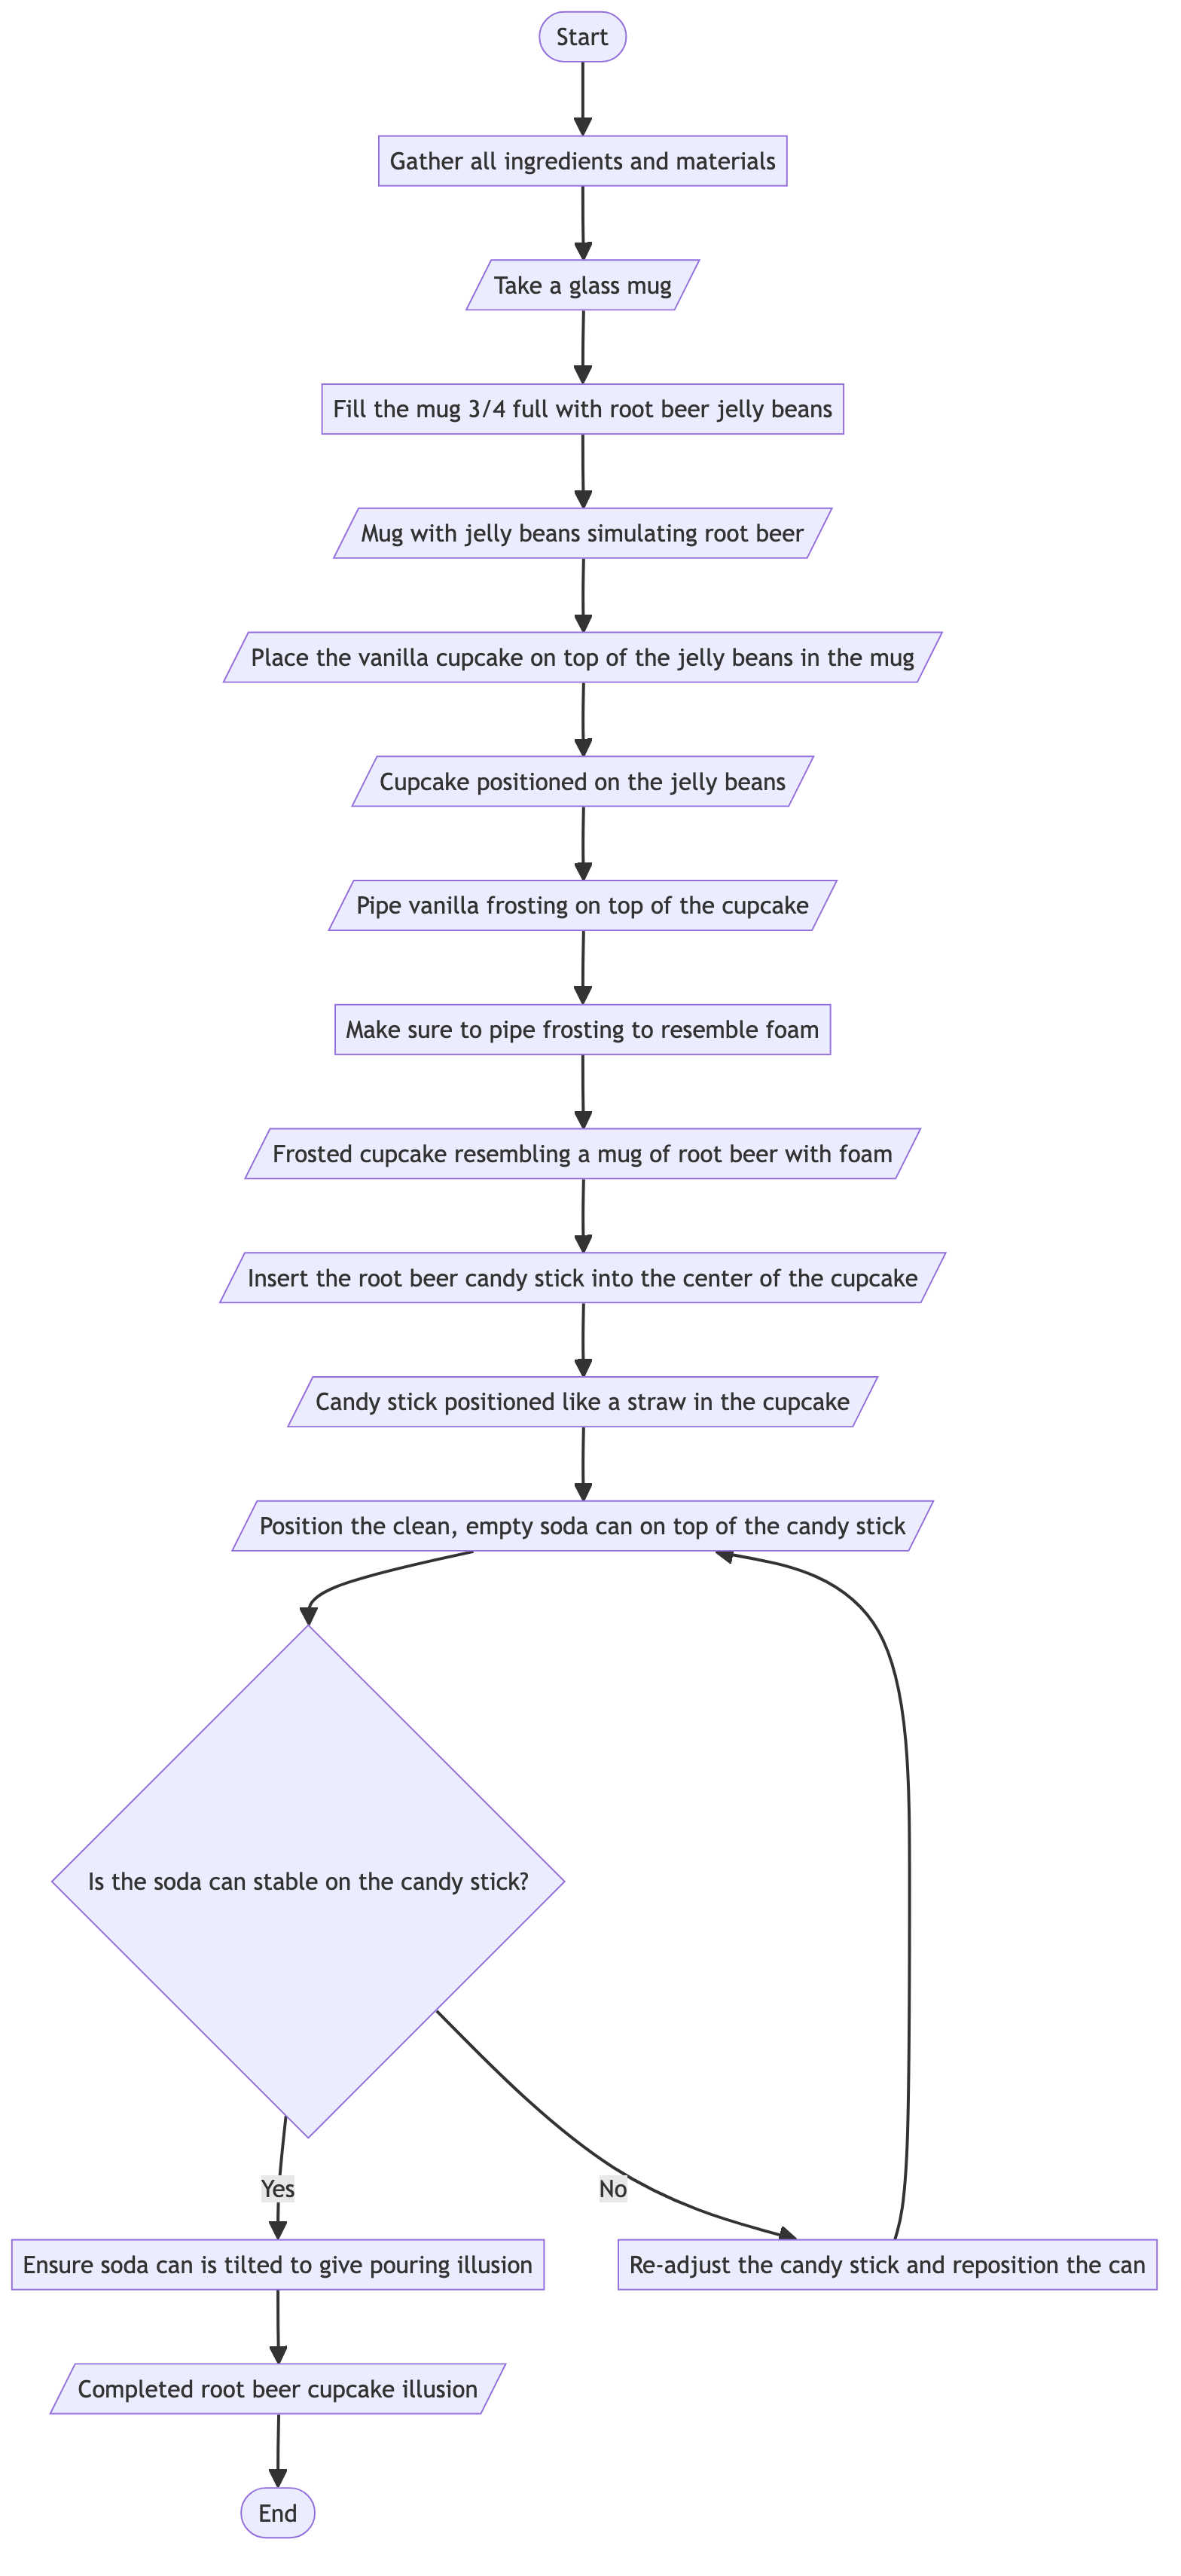 Start
Gather all ingredients and materials
Take a glass mug
Fill the mug 3/4 full with root beer jelly beans
Mug with jelly beans simulating root beer
Place the vanilla cupcake on top of the jelly beans in the mug
Cupcake positioned on the jelly beans
Pipe vanilla frosting on top of the cupcake
Make sure to pipe frosting to resemble foam
Frosted cupcake resembling a mug of root beer with foam
Insert the root beer candy stick into the center of the cupcake
Candy stick positioned like a straw in the cupcake
Position the clean, empty soda can on top of the candy stick
Is the soda can stable on the candy stick?
Yes
No
Ensure soda can is tilted to give pouring illusion
Re-adjust the candy stick and reposition the can
Completed root beer cupcake illusion
End